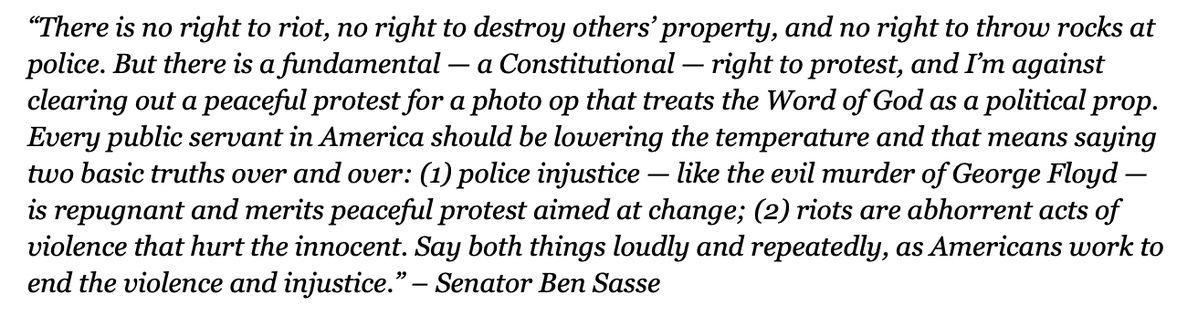 “There is no right to riot, no right to destroy others’ property, and no right to throw rocks at
police. But there is a fundamental — a Constitutional — right to protest, and I’m against
clearing out a peaceful protest for a photo op that treats the Word of God as a political prop.
Every public servant in America should be lowering the temperature and that means saying
two basic truths over and over: (1) police injustice — like the evil murder of George Floyd —
is repugnant and merits peaceful protest aimed at change; (2) riots are abhorrent acts of
violence that hurt the innocent. Say both things loudly and repeatedly, as Americans work to
end the violence and injustice.” – Senator Ben Sasse